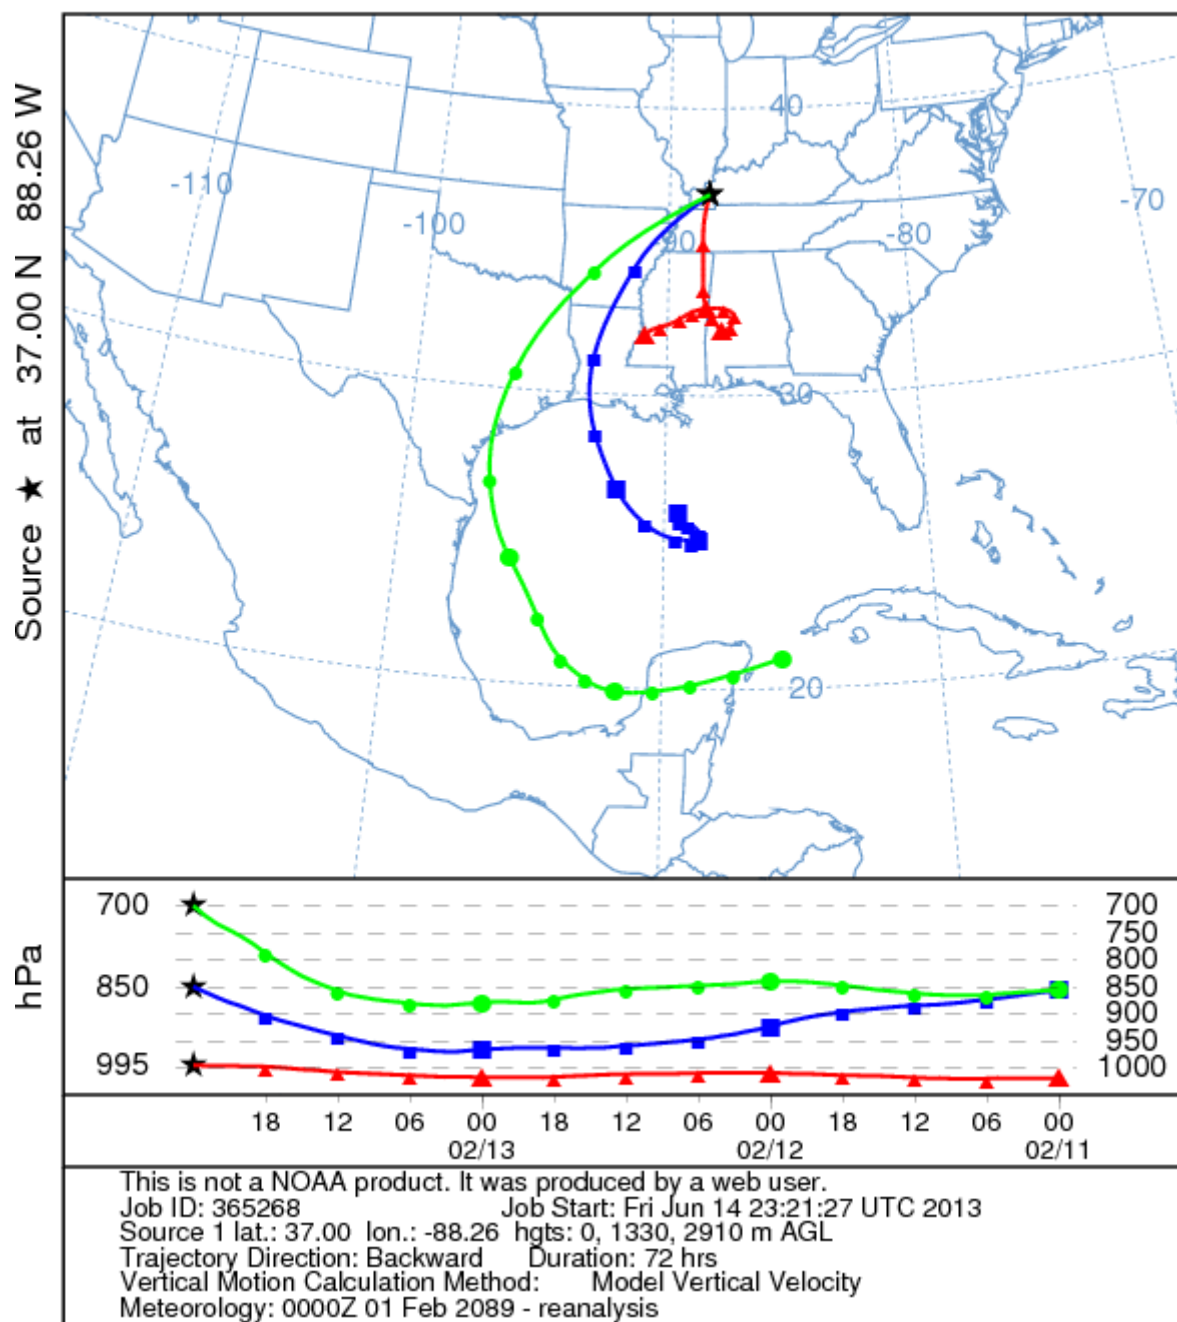 Source ★ at 37.00 N 88.26 W
40
-110
-100
-90
-80
-70
30
20
hPa
700 700
750
800
850 850
900
950
995 1000
18 12 06 00 18 12 06 00 18 12 06 00
02/13 02/12 02/11
This is not a NOAA product. It was produced by a web user.
Job ID: 365268 Job Start: Fri Jun 14 23:21:27 UTC 2013
Source 1 lat.: 37.00 lon.: -88.26 hgts: 0, 1330, 2910 m AGL
Trajectory Direction: Backward Duration: 72 hrs
Vertical Motion Calculation Method: Model Vertical Velocity
Meteorology: 0000Z 01 Feb 2089 - reanalysis